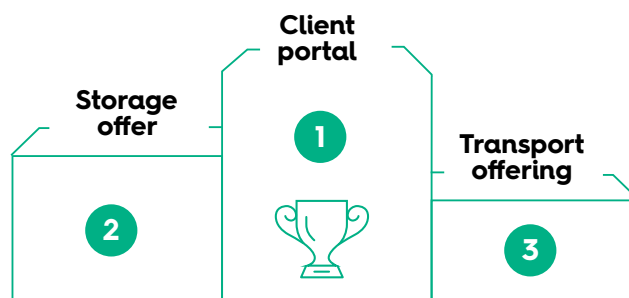 Client
portal
1
Storage
offer
2
Transport
offering
3